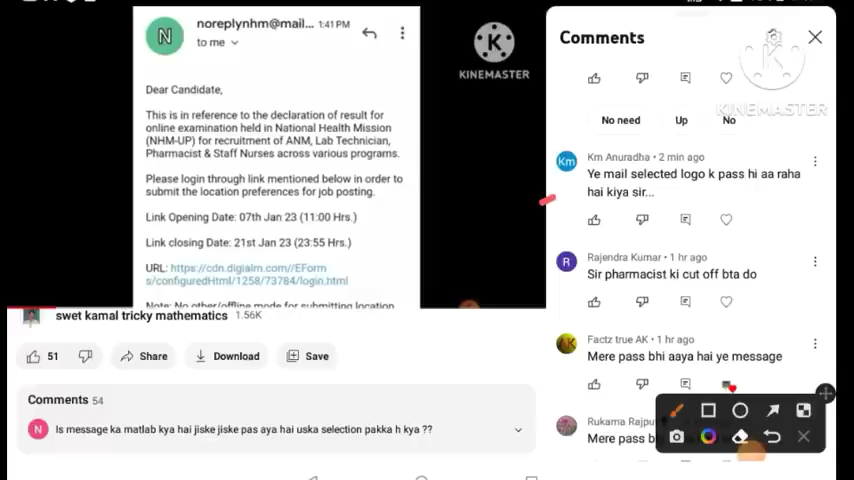 noreplynhm@mail... 1:41 PM
N
to me
Dear Candidate,
This is in reference to the declaration of result for
online examination held in National Health Mission
(NHM-UP) for recruitment of ANM, Lab Technician,
Pharmacist & Staff Nurses across various programs.
Please login through link mentioned below in order to
submit the location preferences for job posting.
Link Opening Date: 07th Jan 23 (11:00 Hrs.)
Link closing Date: 21st Jan 23 (23:55 Hrs.)
URL: https://cdn.digialm.com//EForm
s/configuredHtml/1258/73784/login.html
Note: No other/offline mode for submitting location
K
KINEMASTER
swet kamal tricky mathematics 1.56K
51
Share
Download
Save
Comments 54
N
Is message ka matlab kya hai jiske jiske pas aya hai uska selection pakka h kya ??
Comments
K
KINEMASTER
No need
Up
No
Km
Km Anuradha • 2 min ago
Ye mail selected logo k pass hi aa raha
hai kiya sir...
R
Rajendra Kumar • 1 hr ago
Sir pharmacist ki cut off bta do
AK
Factz true AK • 1 hr ago
Mere pass bhi aaya hai ye message
Rukama Rajpu
Mere pass